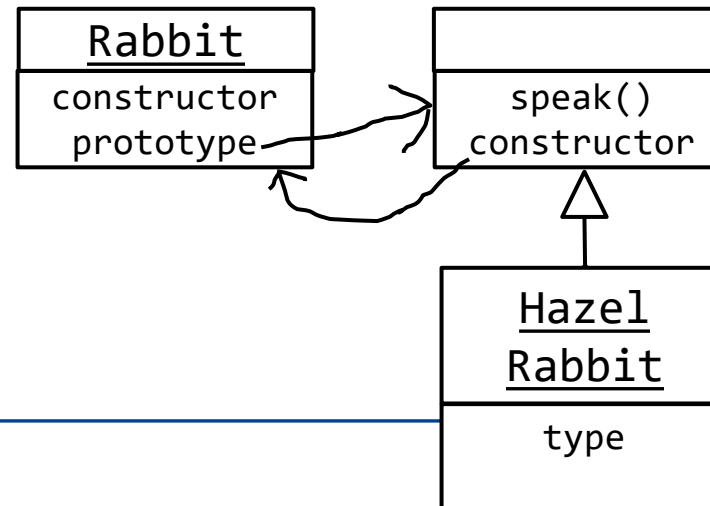 Rabbit
constructor
prototype
speak()
constructor
Hazel
Rabbit
type